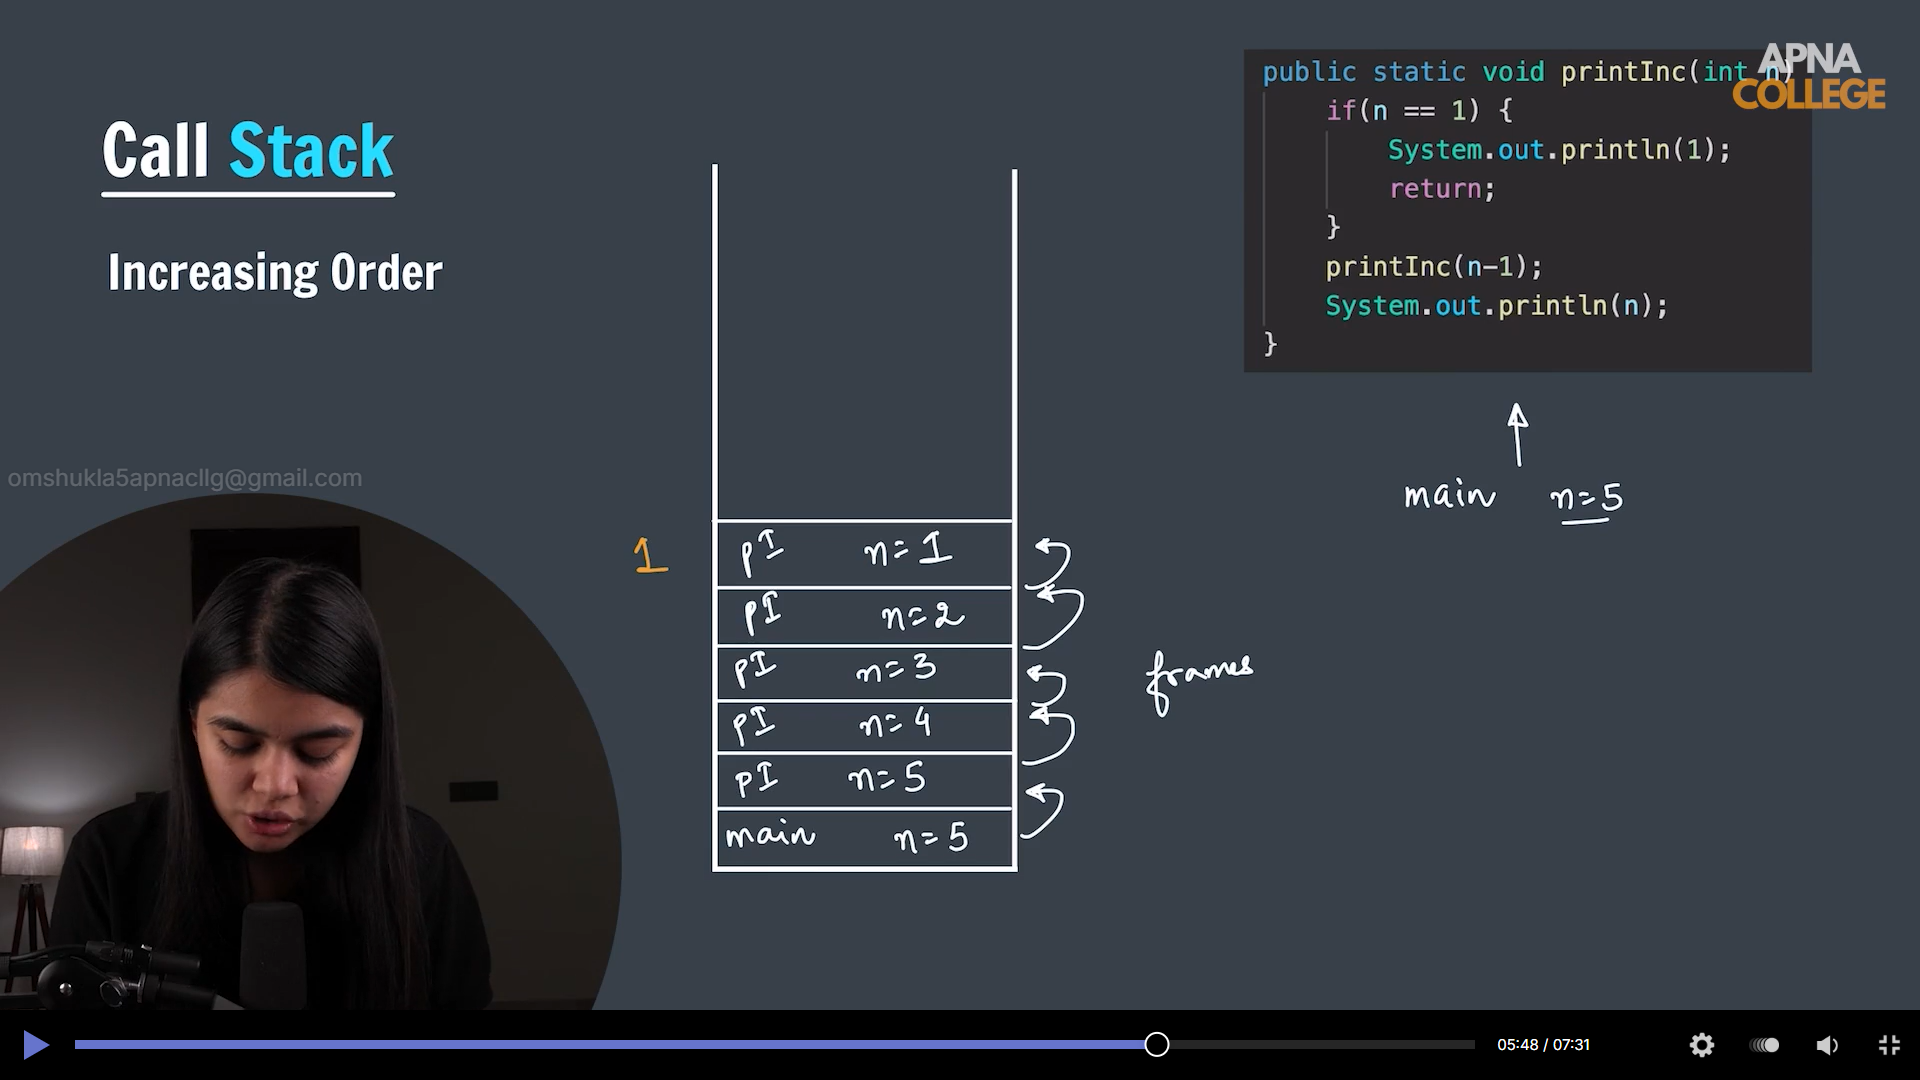 APNA
COLLEGE
Call Stack
Increasing Order
public static void printInc(int n)
if(n == 1) {
System.out.println(1);
return;
}
printInc(n-1);
System.out.println(n);
}
main n=5
omshukla5apnacllg@gmail.com
1
pI n=1
pI n=2
pI n=3
pI n=4
pI n=5
main n=5
frames
05:48 / 07:31